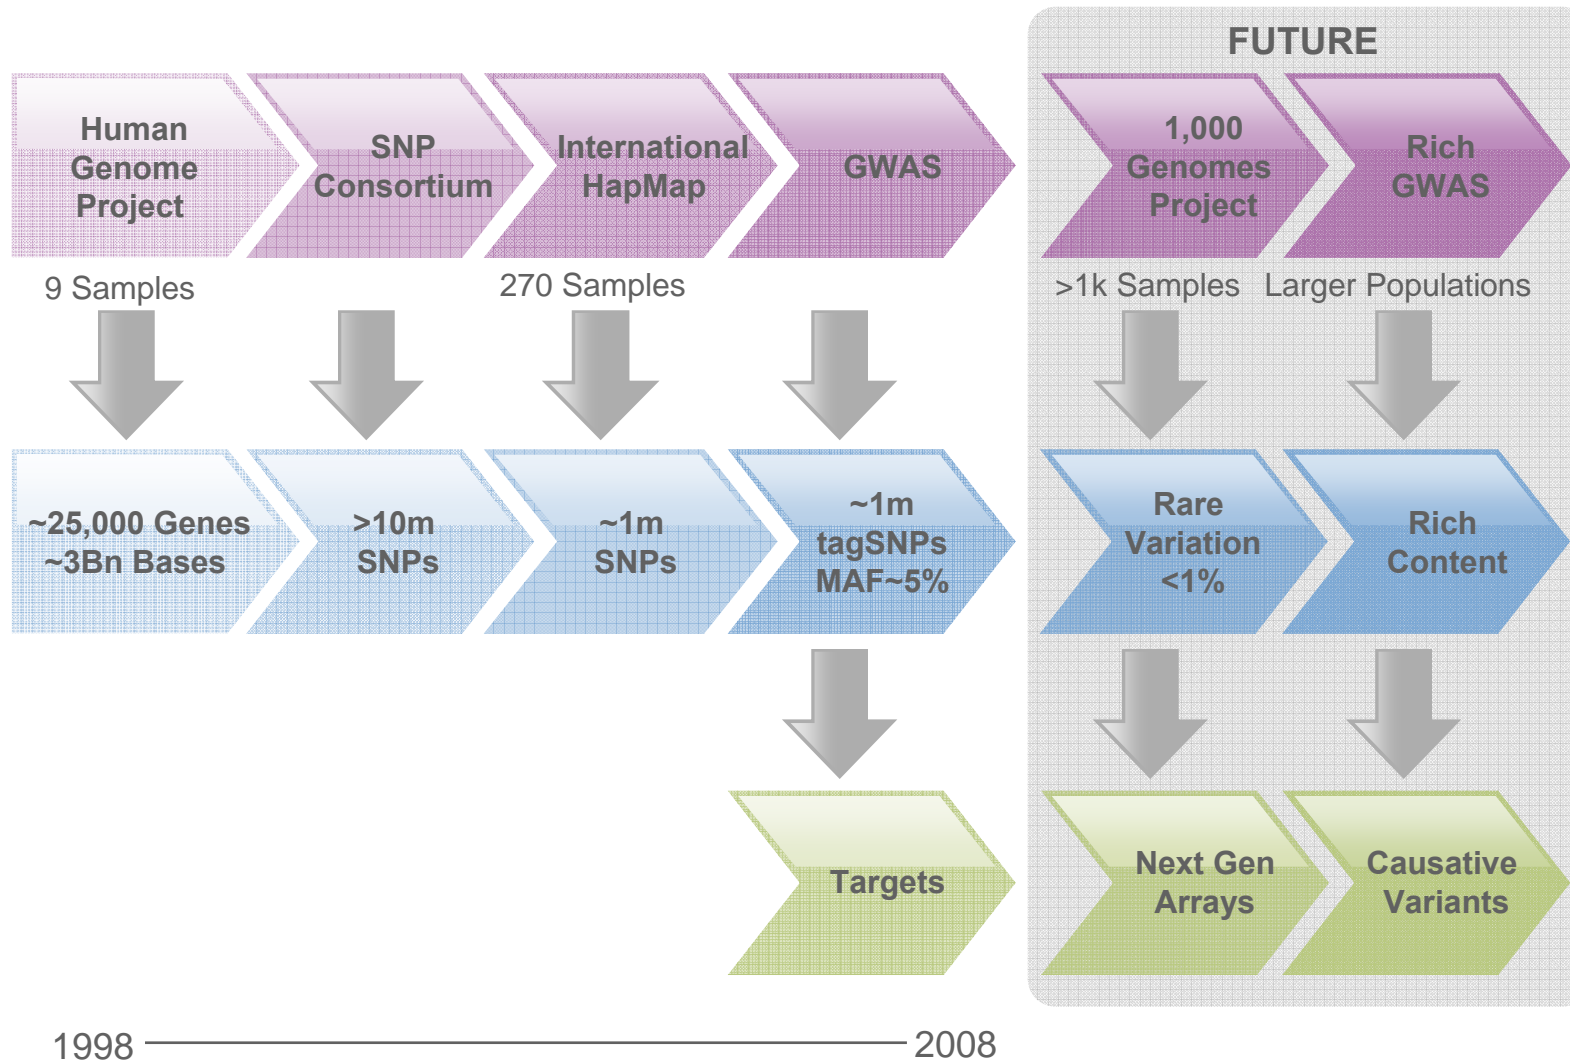 FUTURE
Human
Genome
Project
SNP
Consortium
International
HapMap
GWAS
1,000
Genomes
Project
Rich
GWAS
9 Samples
270 Samples
>1k Samples
Larger Populations
~25,000 Genes
~3Bn Bases
>10m
SNPs
~1m
SNPs
~1m
tagSNPs
MAF~5%
Rare
Variation
<1%
Rich
Content
Targets
Next Gen
Arrays
Causative
Variants
1998
2008